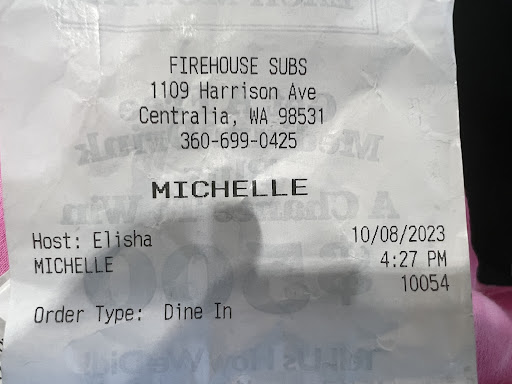 FIREHOUSE SUBS
1109 Harrison Ave
Centralia, WA 98531
360-699-0425
MICHELLE
Host: Elisha 10/08/2023
MICHELLE 4:27 PM
10054
Order Type: Dine In